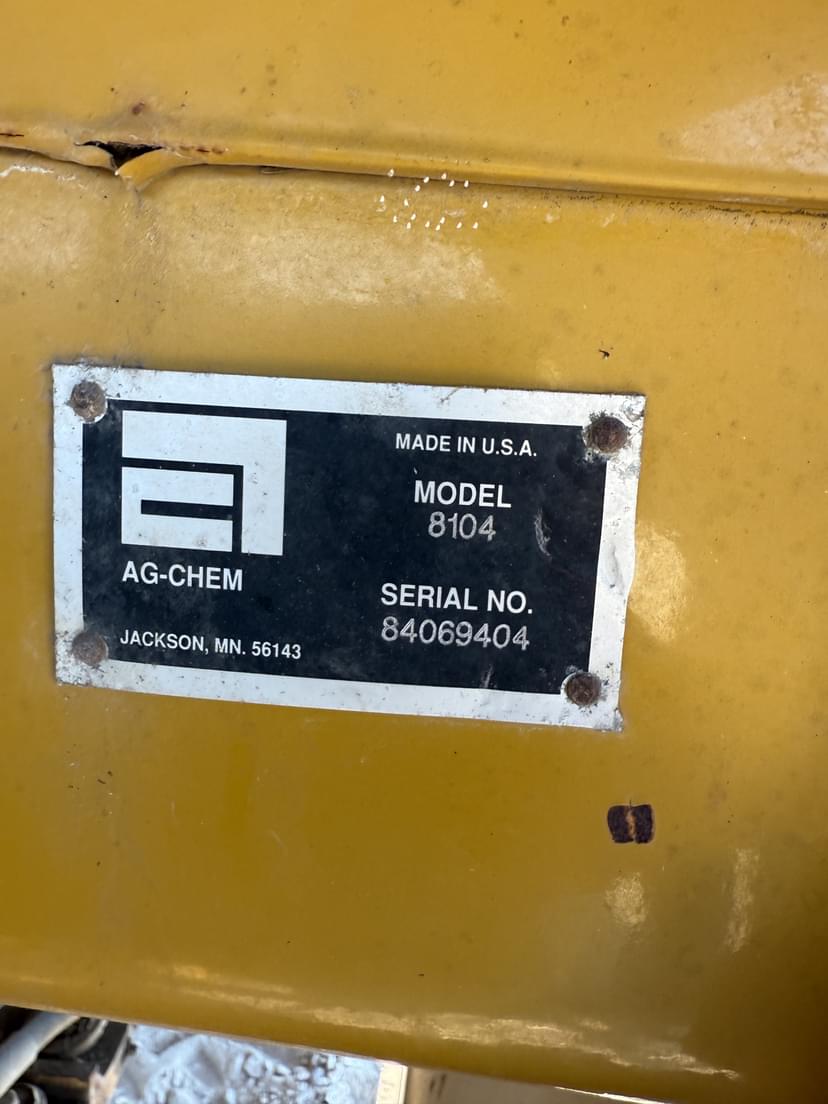 MADE IN U.S.A.
MODEL
8104
AG-CHEM
SERIAL NO.
84069404
JACKSON, MN. 56143